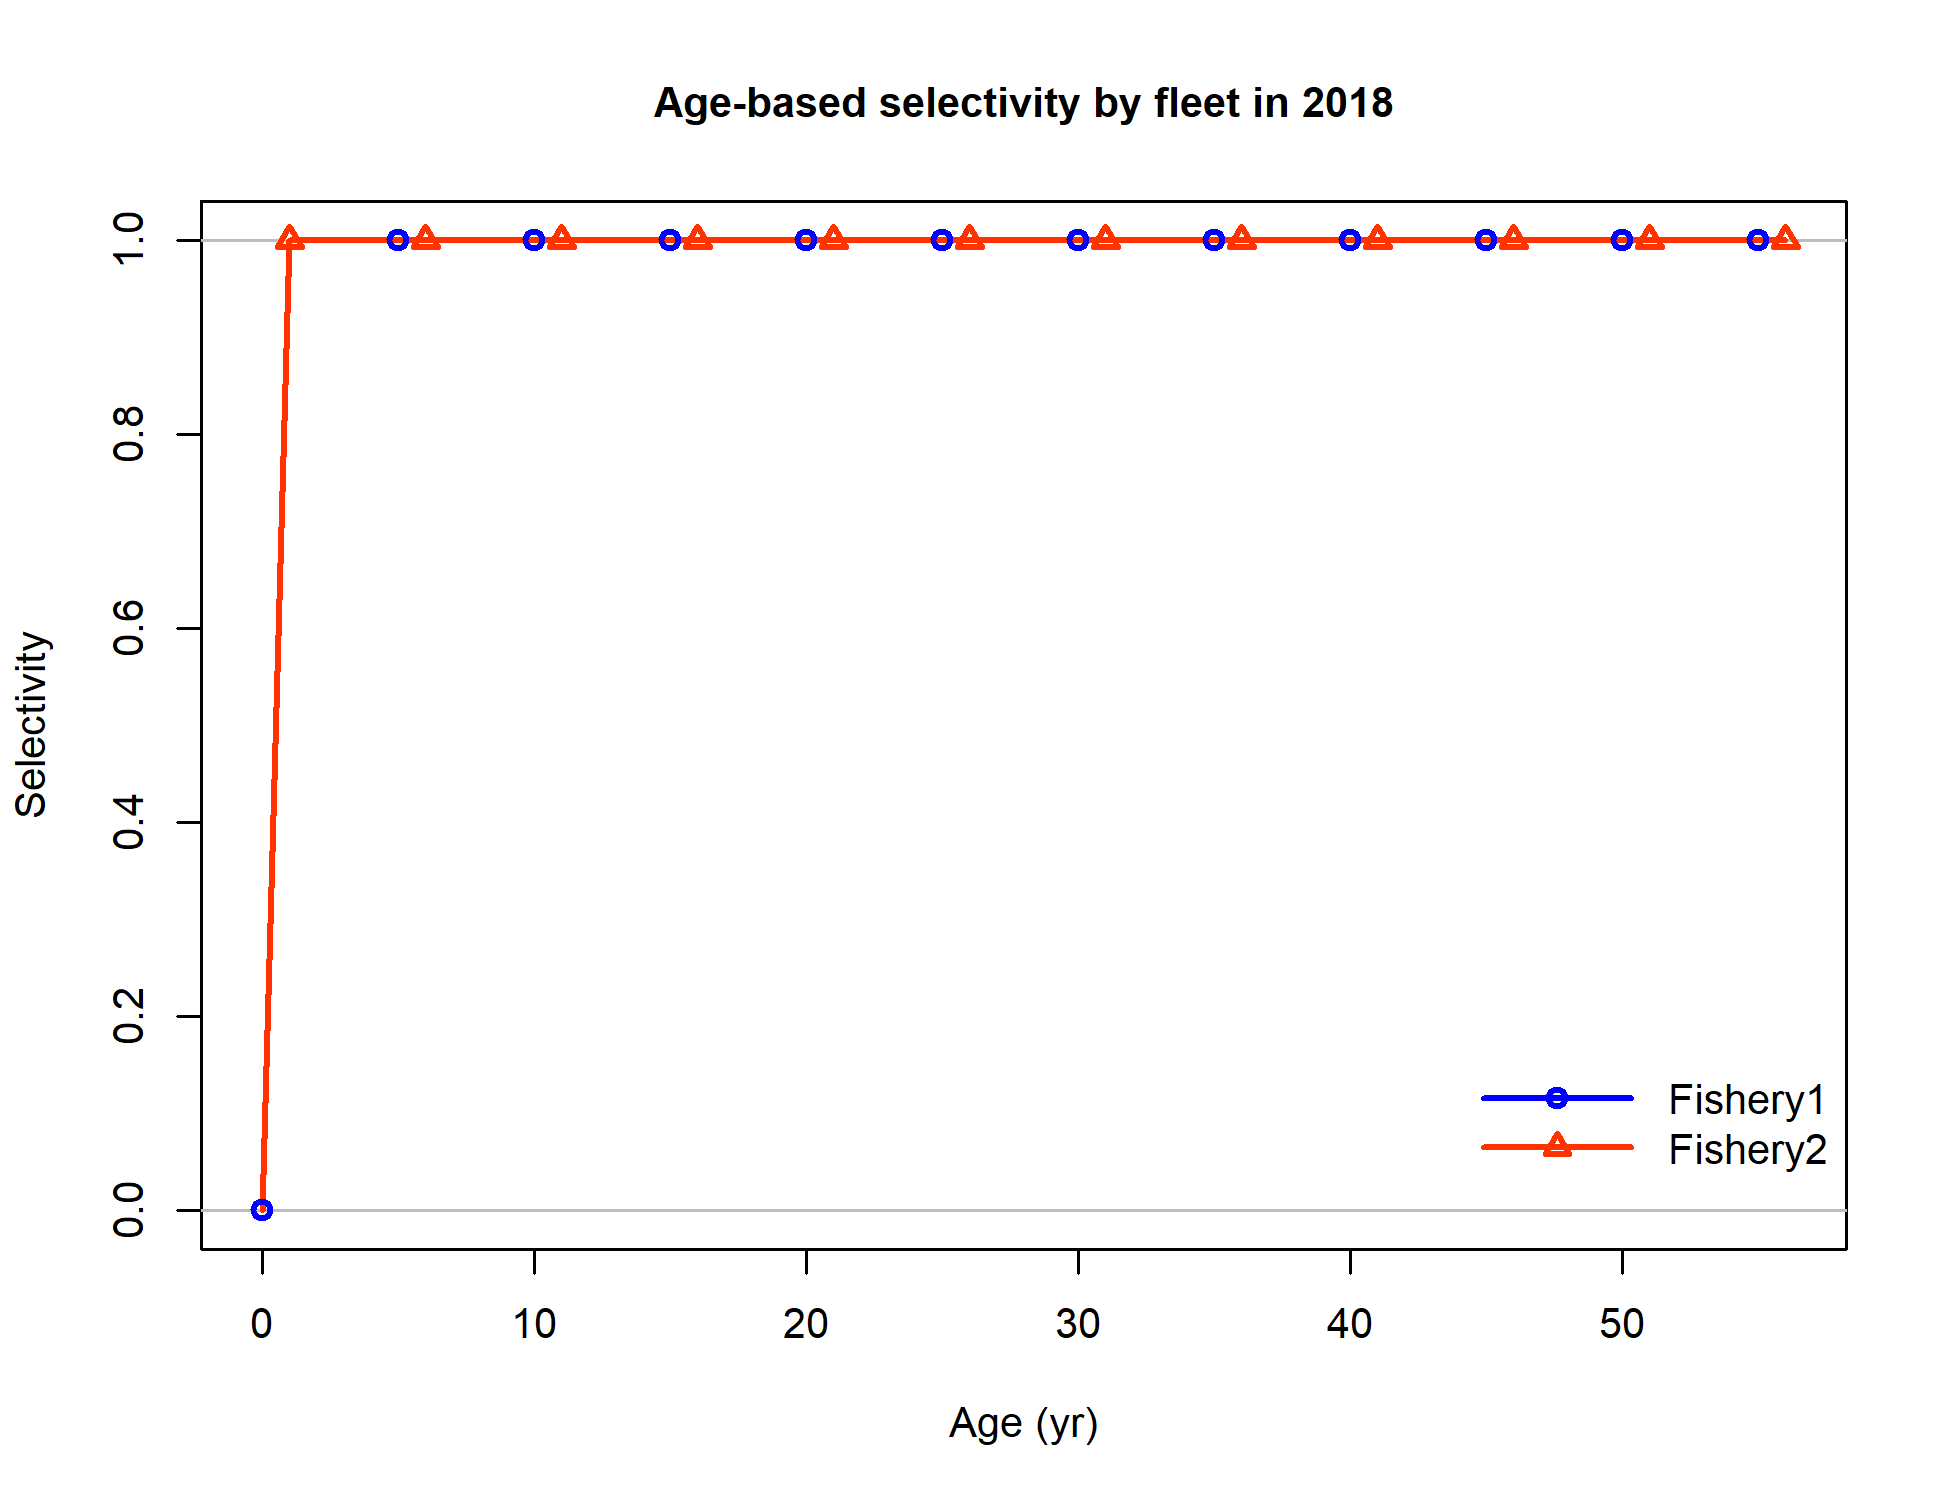 Age-based selectivity by fleet in 2018
1.0
0.8
0.6
0.4
0.2
0.0
Selectivity
Fishery1
Fishery2
0 10 20 30 40 50
Age (yr)